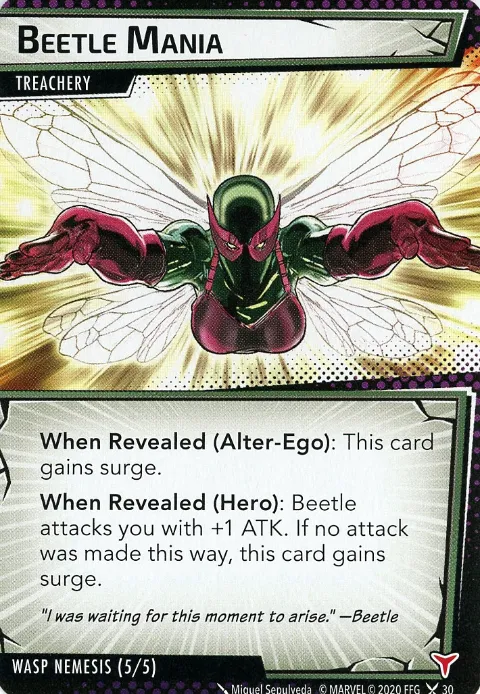 BEETLE MANIA
TREACHERY
When Revealed (Alter-Ego): This card
gains surge.
When Revealed (Hero): Beetle
attacks you with +1 ATK. If no attack
was made this way, this card gains
surge.
"I was waiting for this moment to arise." —Beetle
WASP NEMESIS (5/5)
Miguel Sepulveda © MARVEL © 2020 FFG 30